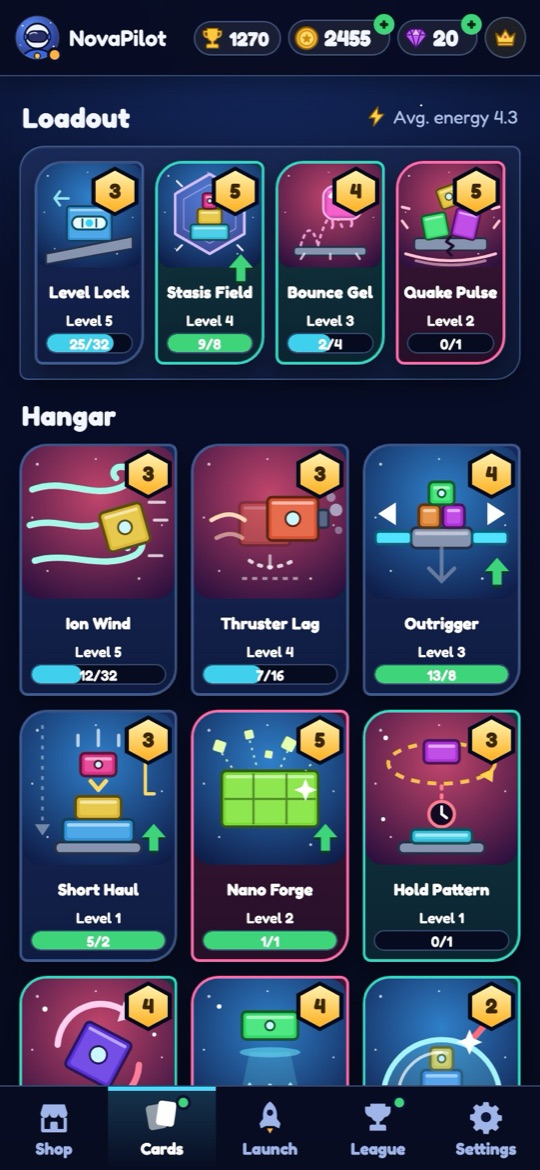 NovaPilot 1270 2455 20
Loadout Avg. energy 4.3
3 5 4 5
Level Lock Stasis Field Bounce Gel Quake Pulse
Level 5 Level 4 Level 3 Level 2
25/32 9/8 2/4 0/1
Hangar
3 3 4
Ion Wind Thruster Lag Outrigger
Level 5 Level 4 Level 3
12/32 7/16 13/8
3 5 3
Short Haul Nano Forge Hold Pattern
Level 1 Level 2 Level 1
5/2 1/1 0/1
4 4 2
Shop Cards Launch League Settings